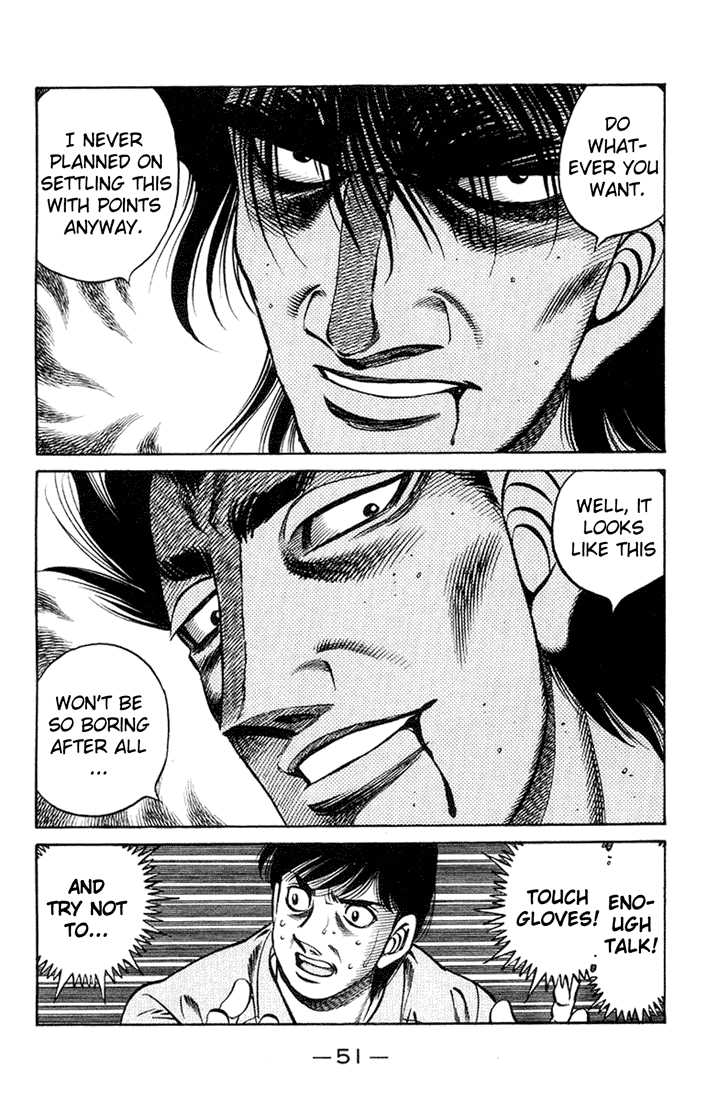 DO
WHAT-
EVER YOU
WANT.
I NEVER
PLANNED ON
SETTLING THIS
WITH POINTS
ANYWAY.
WELL, IT
LOOKS
LIKE THIS
WON'T BE
SO BORING
AFTER ALL
...
ENO-
UGH
TALK!
TOUCH
GLOVES!
AND
TRY NOT
TO...
— 51 —